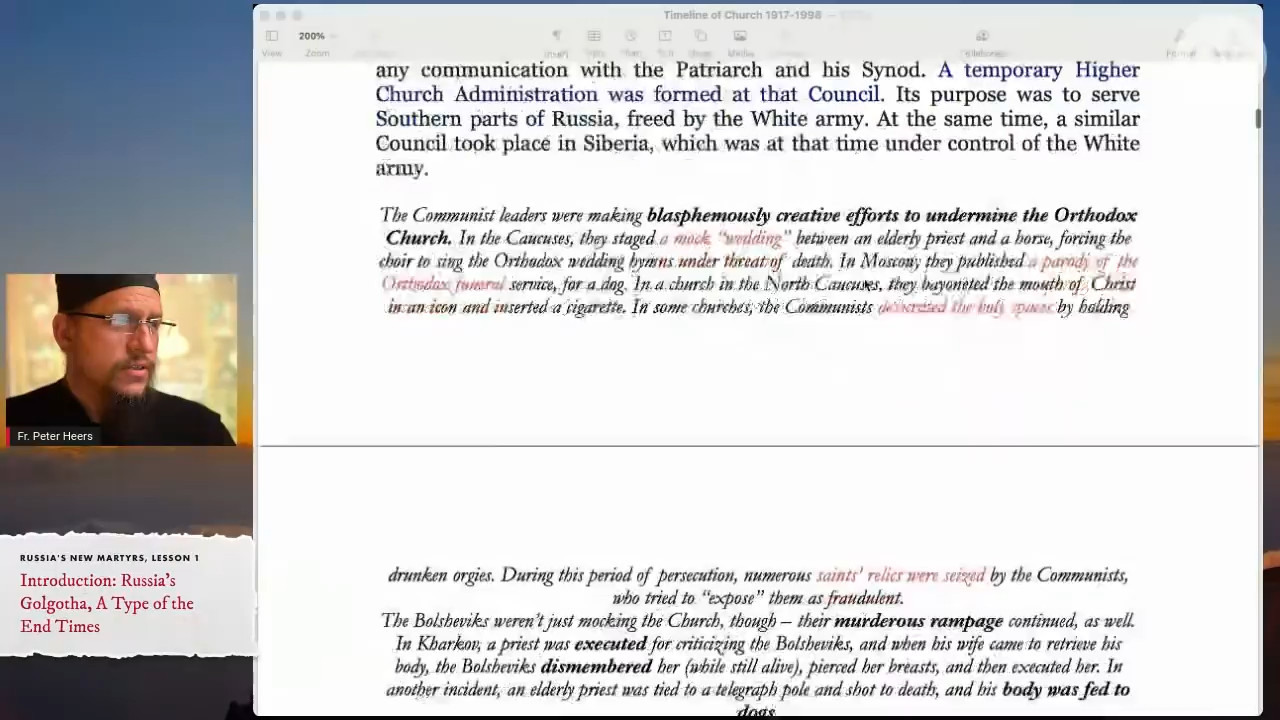 Timeline of Church 1917-1998
200%
View
Zoom
Insert
Format
any communication with the Patriarch and his Synod. A temporary Higher
Church Administration was formed at that Council. Its purpose was to serve
Southern parts of Russia, freed by the White army. At the same time, a similar
Council took place in Siberia, which was at that time under control of the White
army.
The Communist leaders were making blasphemously creative efforts to undermine the Orthodox
Church. In the Caucuses, they staged a mock "wedding" between an elderly priest and a horse, forcing the
choir to sing the Orthodox wedding hymns under threat of death. In Moscow, they published a parody of the
Orthodox funeral service, for a dog. In a church in the North Caucuses, they bayoneted the mouth of Christ
in an icon and inserted a cigarette. In some churches, the Communists desecrated the holy spaces by holding
drunken orgies. During this period of persecution, numerous saints' relics were seized by the Communists,
who tried to "expose" them as fraudulent.
The Bolsheviks weren't just mocking the Church, though – their murderous rampage continued, as well.
In Kharkov, a priest was executed for criticizing the Bolsheviks, and when his wife came to retrieve his
body, the Bolsheviks dismembered her (while still alive), pierced her breasts, and then executed her. In
another incident, an elderly priest was tied to a telegraph pole and shot to death, and his body was fed to
dogs
Fr. Peter Heers
RUSSIA'S NEW MARTYRS, LESSON 1
Introduction: Russia's
Golgotha, A Type of the
End Times